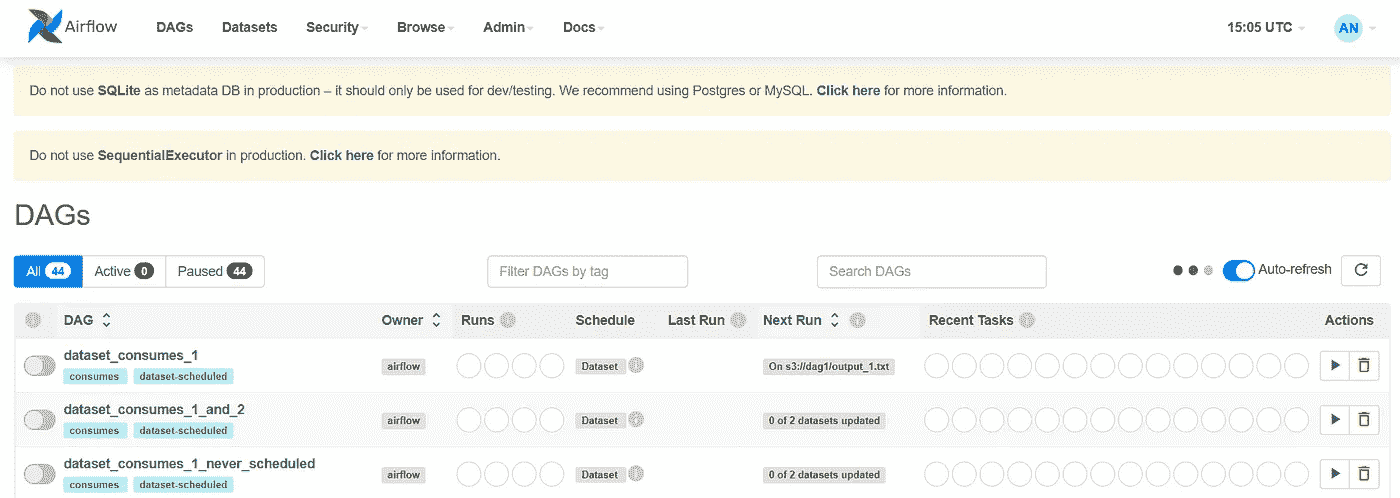 Airflow DAGs Datasets Security Browse Admin Docs 15:05 UTC AN
Do not use SQLite as metadata DB in production – it should only be used for dev/testing. We recommend using Postgres or MySQL. Click here for more information.
Do not use SequentialExecutor in production. Click here for more information.
DAGs
All 44 Active 0 Paused 44 Filter DAGs by tag Search DAGs Auto-refresh
DAG Owner Runs Schedule Last Run Next Run Recent Tasks Actions
dataset_consumes_1
airflow Dataset On s3://dag1/output_1.txt
consumes dataset-scheduled
dataset_consumes_1_and_2
airflow Dataset 0 of 2 datasets updated
consumes dataset-scheduled
dataset_consumes_1_never_scheduled
airflow Dataset 0 of 2 datasets updated
consumes dataset-scheduled